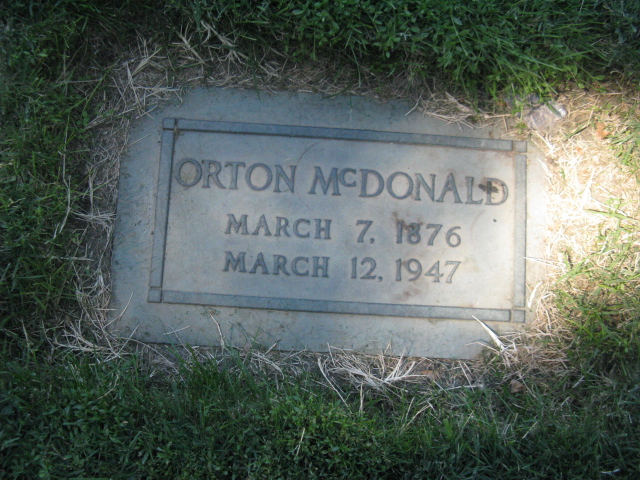 ORTON McDONALD
MARCH 7, 1876
MARCH 12, 1947